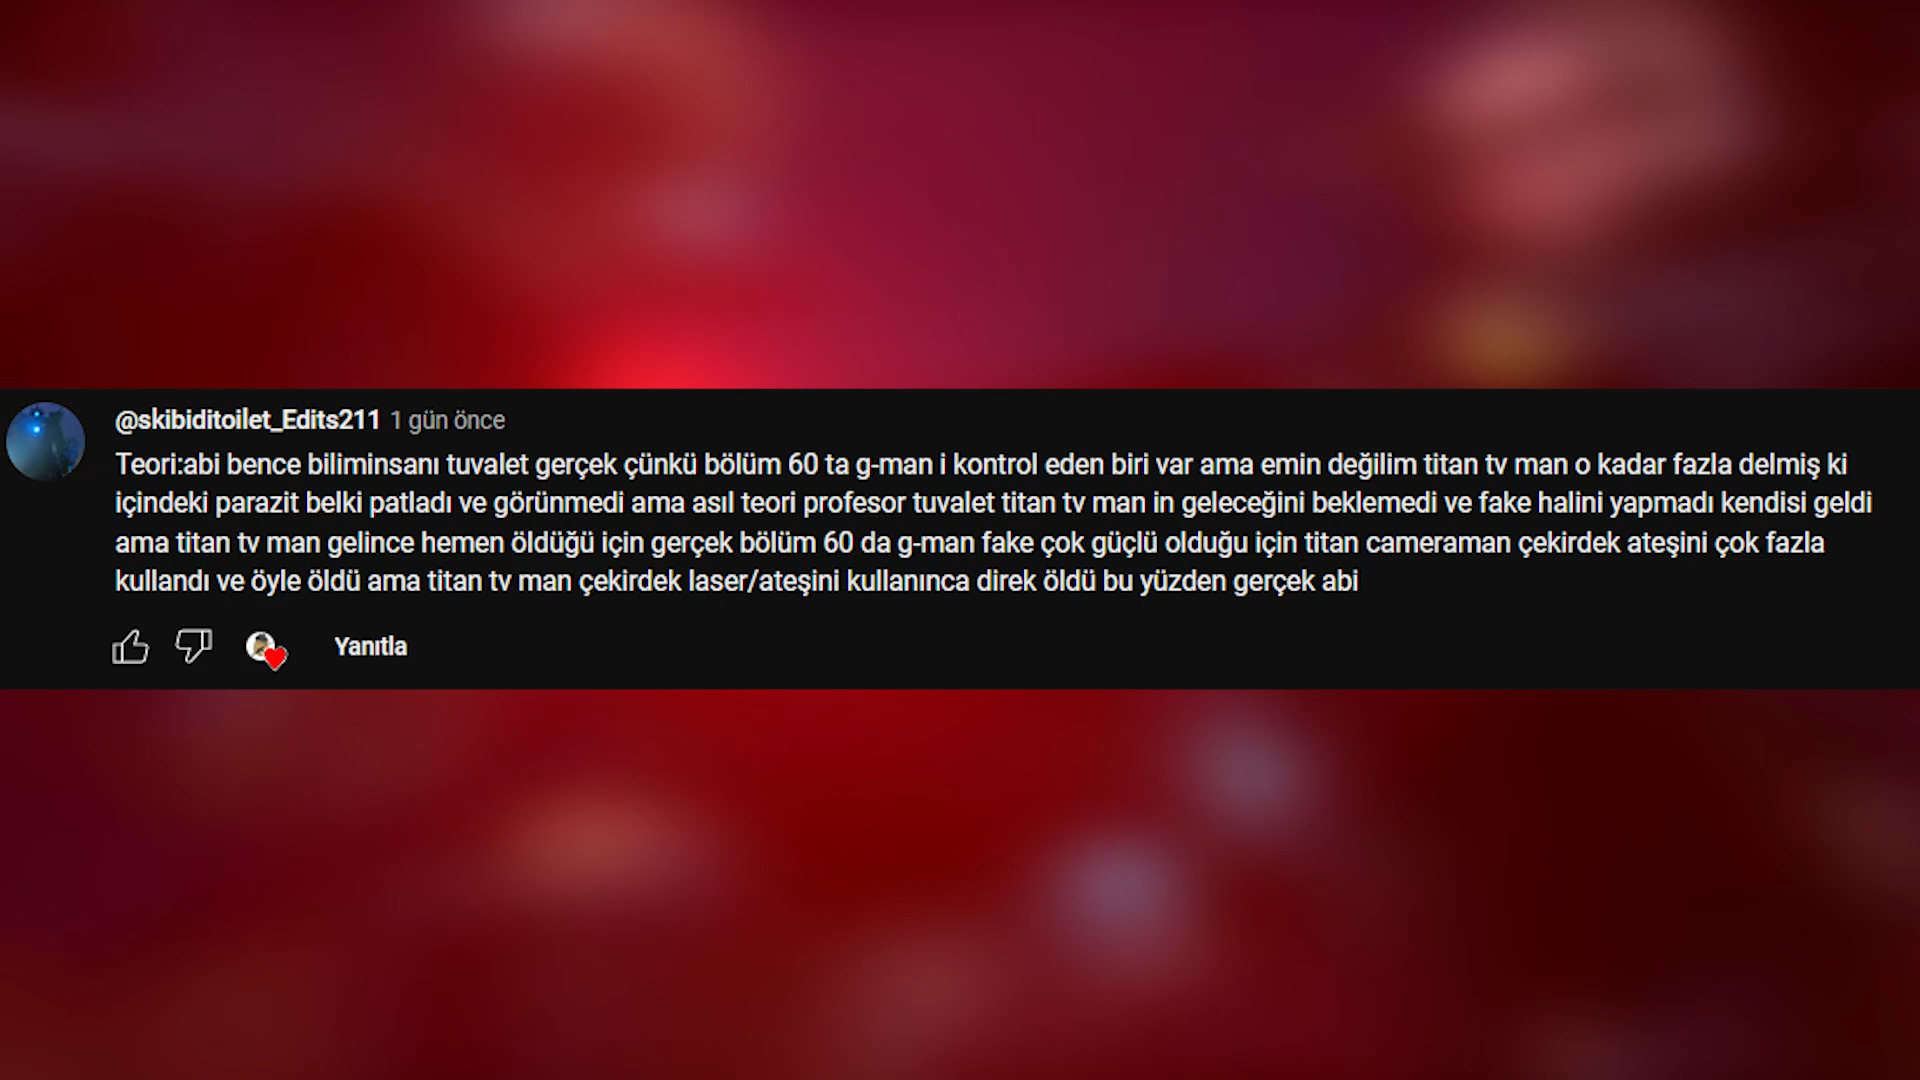 @skibiditoilet_Edits211 1 gün önce
Teori:abi bence biliminsanı tuvalet gerçek çünkü bölüm 60 ta g-man i kontrol eden biri var ama emin değilim titan tv man o kadar fazla delmiş ki
içindeki parazit belki patladı ve görünmedi ama asıl teori profesor tuvalet titan tv man in geleceğini beklemedi ve fake halini yapmadı kendisi geldi
ama titan tv man gelince hemen öldüğü için gerçek bölüm 60 da g-man fake çok güçlü olduğu için titan cameraman çekirdek ateşini çok fazla
kullandı ve öyle öldü ama titan tv man çekirdek laser/ateşini kullanınca direk öldü bu yüzden gerçek abi
Yanıtla